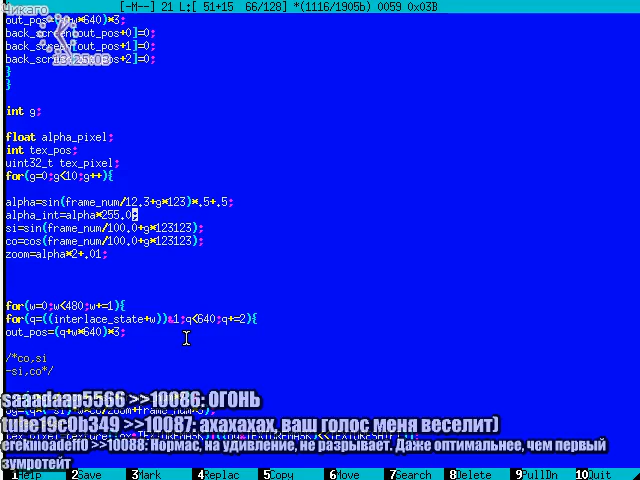 [-M--] 21 L:[ 51+15 66/128] *(1116/1905b) 0059 0x03B
Чикаго
back_screen[out_pos+0]=0;
back_screen[out_pos+1]=0;
back_screen[out_pos+2]=0;
}
}
int g;
float alpha_pixel;
int tex_pos;
uint32_t tex_pixel;
for(g=0;g<10;g++){
alpha=sin(frame_num/12.3+g*123)*.5+.5;
alpha_int=alpha*255.0;
si=sin(frame_num/100.0+g*123123);
co=cos(frame_num/100.0+g*123123);
zoom=alpha*2+.01;
for(w=0;w<480;w+=1){
for(q=((interlace_state+w))&1;q<640;q+=2){
out_pos=(q+w*640)*3;
/*co,si
-si,co*/
saaadaap5566 >>10086: ОГОНЬ
tube19c0b349 >>10087: ахахахах, ваш голос меня веселит)
erekinoadeff0 >>10088: Нормас, на удивление, не разрывает. Даже оптимальнее, чем первый
зумротейт
1Help 2Save 3Mark 4Replac 5Copy 6Move 7Search 8Delete 9PullDn 10Quit